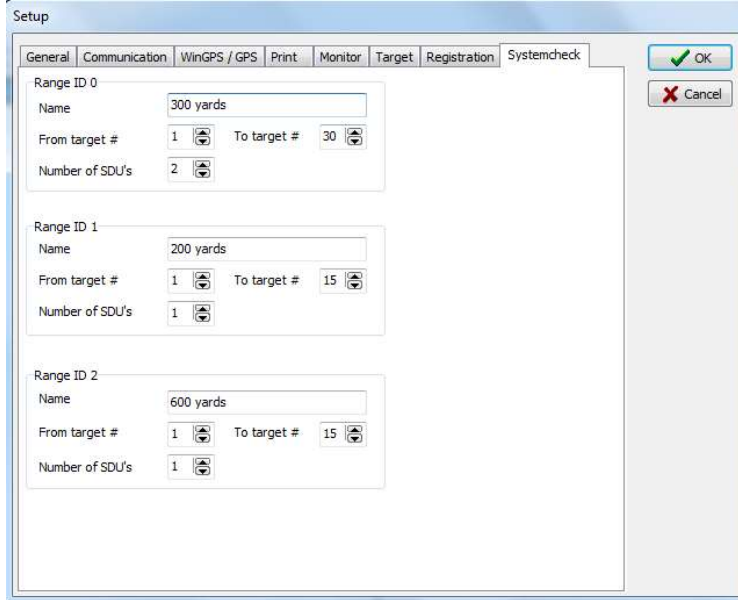 Setup
General Communication WinGPS / GPS Print Monitor Target Registration Systemcheck
OK
Cancel
Range ID 0
Name 300 yards
From target # 1 To target # 30
Number of SDU's 2
Range ID 1
Name 200 yards
From target # 1 To target # 15
Number of SDU's 1
Range ID 2
Name 600 yards
From target # 1 To target # 15
Number of SDU's 1